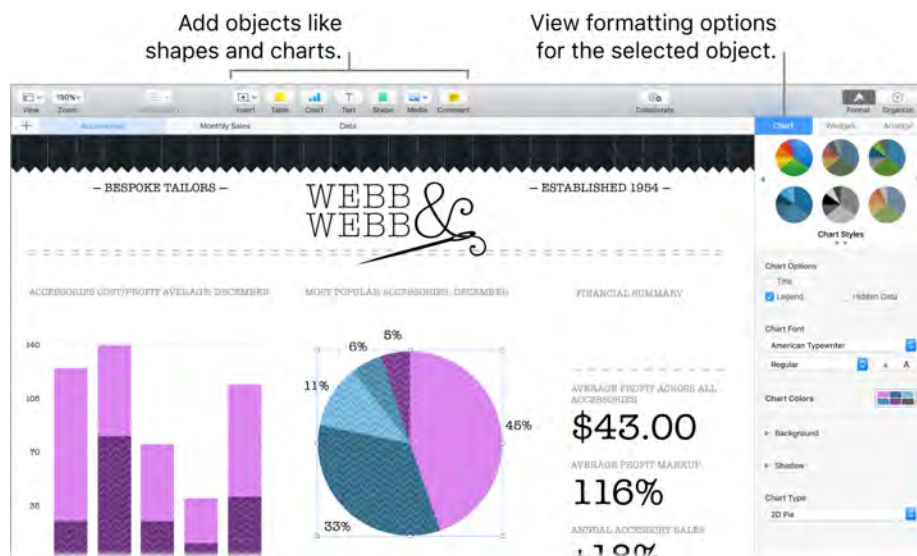 Add objects like
shapes and charts.
View formatting options
for the selected object.
150%
View
Zoom
Insert
Table
Chart
Text
Shape
Media
Comment
Collaborate
Format
Organize
Accessories
Monthly Sales
Data
Chart
Wedges
Arrange
– BESPOKE TAILORS –
WEBB &
WEBB
– ESTABLISHED 1954 –
Chart Styles
ACCESSORIES COST/PROFIT AVERAGE: DECEMBER
MOST POPULAR ACCESSORIES: DECEMBER
FINANCIAL SUMMARY
140
105
70
35
5%
6%
11%
45%
33%
AVERAGE PROFIT ACROSS ALL
ACCESSORIES
$43.00
AVERAGE PROFIT MARKUP
116%
ANNUAL ACCESSORY SALES
+18%
Chart Options
Title
Legend
Hidden Data
Chart Font
American Typewriter
Regular
A
A
Chart Colors
Background
Shadow
Chart Type
2D Pie